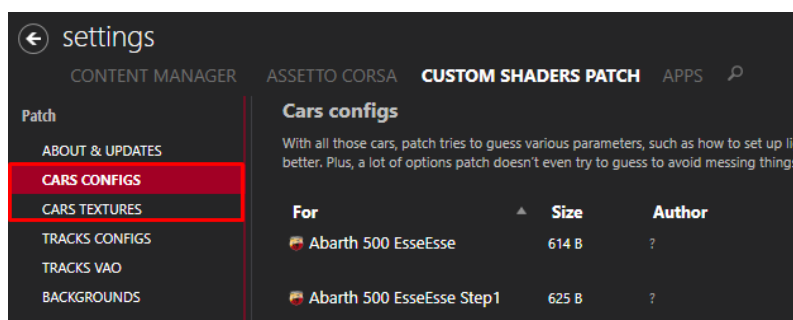 settings
CONTENT MANAGER ASSETTO CORSA CUSTOM SHADERS PATCH APPS
Patch
ABOUT & UPDATES
CARS CONFIGS
CARS TEXTURES
TRACKS CONFIGS
TRACKS VAO
BACKGROUNDS
Cars configs
With all those cars, patch tries to guess various parameters, such as how to set up
better. Plus, a lot of options patch doesn't even try to guess to avoid messing
For Size Author
Abarth 500 EsseEsse 614 B ?
Abarth 500 EsseEsse Step1 625 B ?